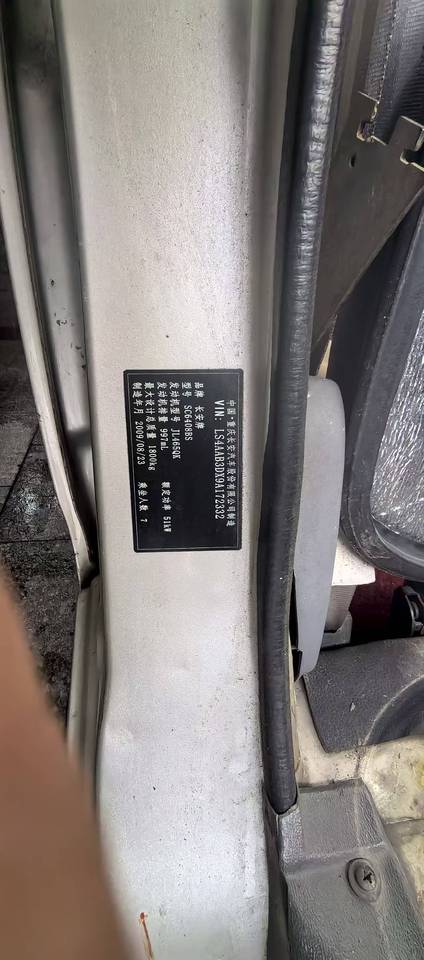 中国·重庆长安汽车股份有限公司制造
VIN: LS4AAB3DX9A172332
品牌 长安牌
型号 SC6408BS
发动机型号 JL465QK
发动机排量 997mL 额定功率 51kW
最大设计总质量 1800kg
制造年月 2009/08/23 乘坐人数 7